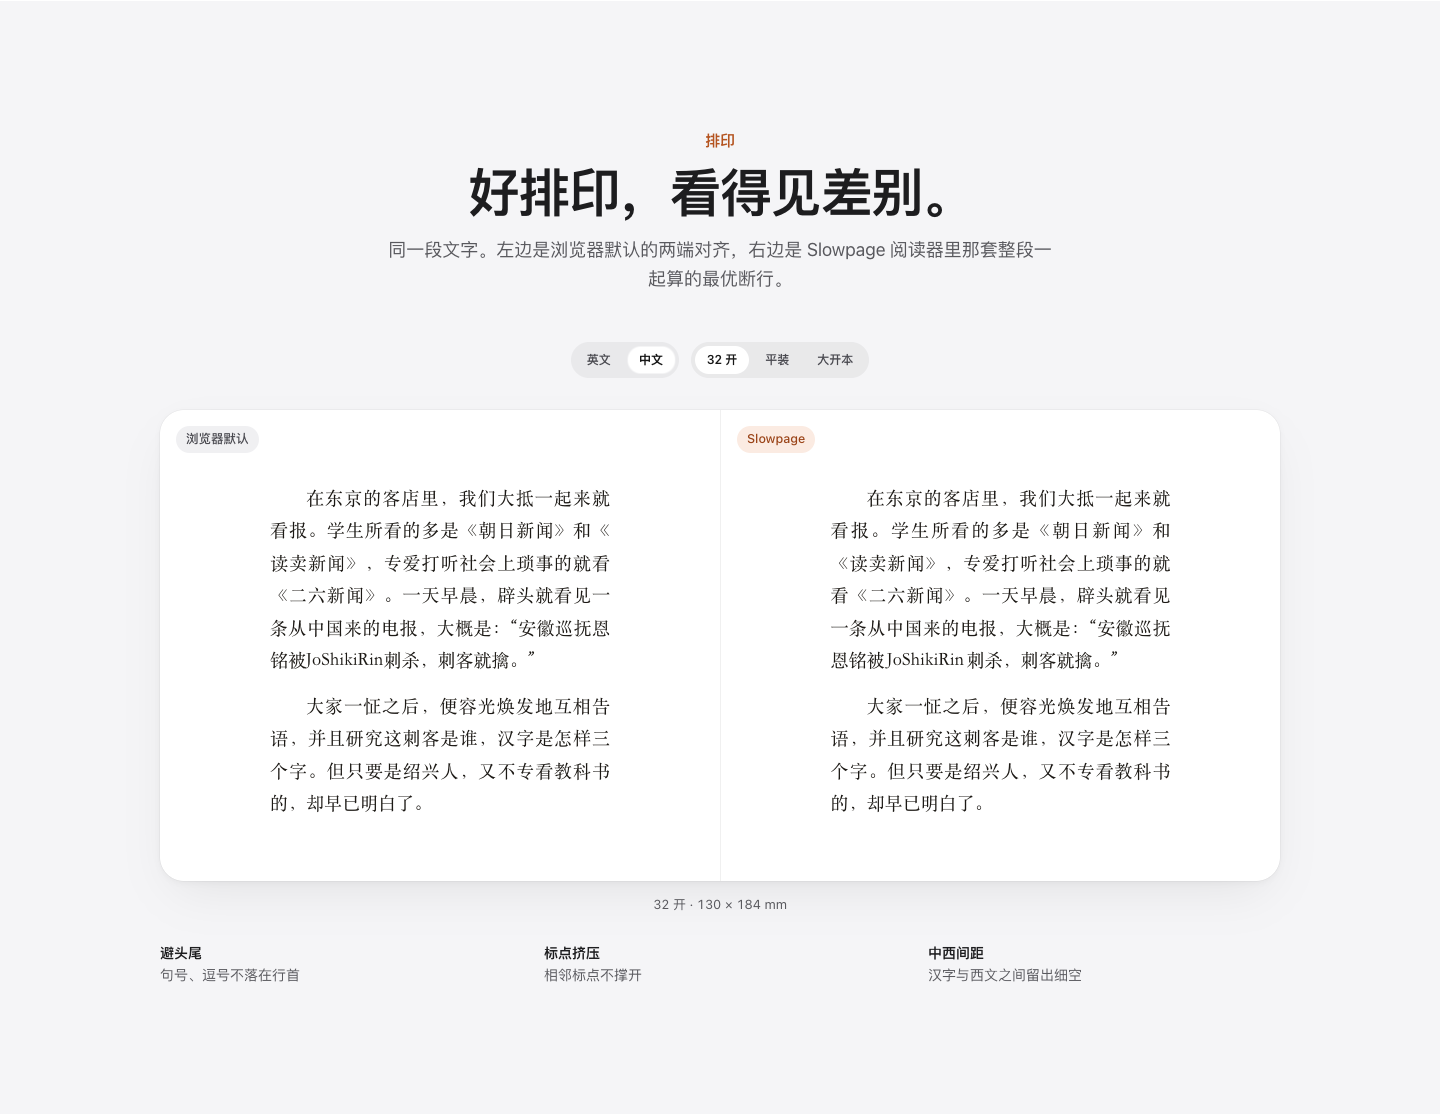 排印
好排印，看得见差别。
同一段文字。左边是浏览器默认的两端对齐，右边是 Slowpage 阅读器里那套整段一
起算的最优断行。
英文 中文 32 开 平装 大开本
浏览器默认
在东京的客店里，我们大抵一起来就
看报。学生所看的多是《朝日新闻》和《
读卖新闻》，专爱打听社会上琐事的就看
《二六新闻》。一天早晨，辟头就看见一
条从中国来的电报，大概是：“安徽巡抚恩
铭被JoShikiRin刺杀，刺客就擒。”
大家一怔之后，便容光焕发地互相告
语，并且研究这刺客是谁，汉字是怎样三
个字。但只要是绍兴人，又不专看教科书
的，却早已明白了。
Slowpage
在东京的客店里，我们大抵一起来就
看报。学生所看的多是《朝日新闻》和
《读卖新闻》，专爱打听社会上琐事的就
看《二六新闻》。一天早晨，辟头就看见
一条从中国来的电报，大概是：“安徽巡抚
恩铭被JoShikiRin 刺杀，刺客就擒。”
大家一怔之后，便容光焕发地互相告
语，并且研究这刺客是谁，汉字是怎样三
个字。但只要是绍兴人，又不专看教科书
的，却早已明白了。
32 开 · 130 × 184 mm
避头尾
句号、逗号不落在行首
标点挤压
相邻标点不撑开
中西间距
汉字与西文之间留出细空